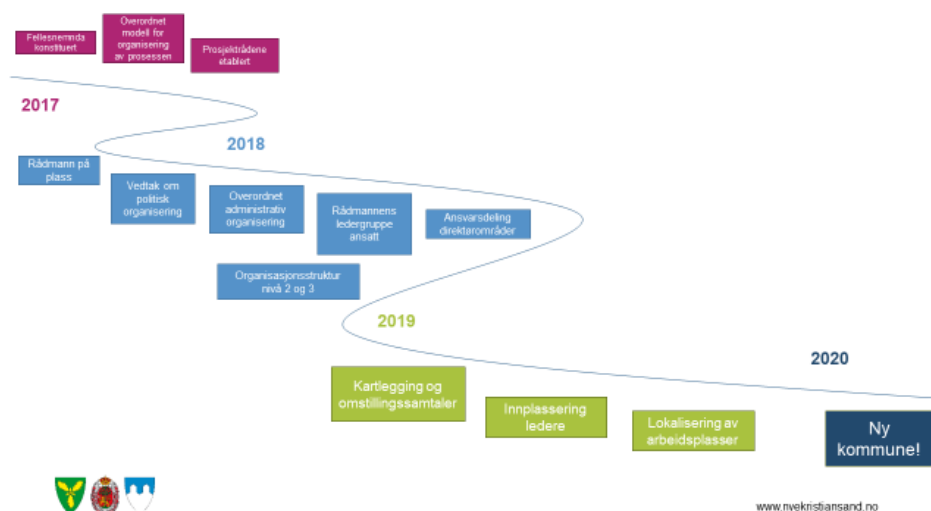 Fellesnemnda
konstituert
Overordnet
modell for
organisering
av prosessen
Prosjektrådene
etablert
2017
2018
Rådmann på
plass
Vedtak om
politisk
organisering
Overordnet
administrativ
organisering
Rådmannens
ledergruppe
ansatt
Ansvarsdeling
direktørområder
Organisasjonsstruktur
nivå 2 og 3
2019
2020
Kartlegging og
omstillingssamtaler
Innplassering
ledere
Lokalisering av
arbeidsplasser
Ny
kommune!
www.nyekristiansand.no